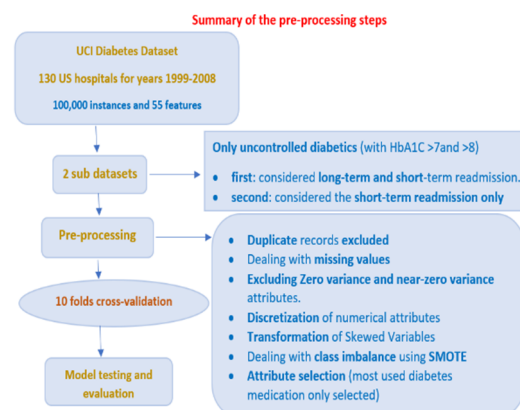 Summary of the pre-processing steps
UCI Diabetes Dataset
130 US hospitals for years 1999-2008
100,000 instances and 55 features
2 sub datasets
Only uncontrolled diabetics (with HbA1C >7and >8)
• first: considered long-term and short-term readmission.
• second: considered the short-term readmission only
Pre-processing
• Duplicate records excluded
• Dealing with missing values
• Excluding Zero variance and near-zero variance
attributes.
• Discretization of numerical attributes
• Transformation of Skewed Variables
• Dealing with class imbalance using SMOTE
• Attribute selection (most used diabetes
medication only selected)
10 folds cross-validation
Model testing and
evaluation